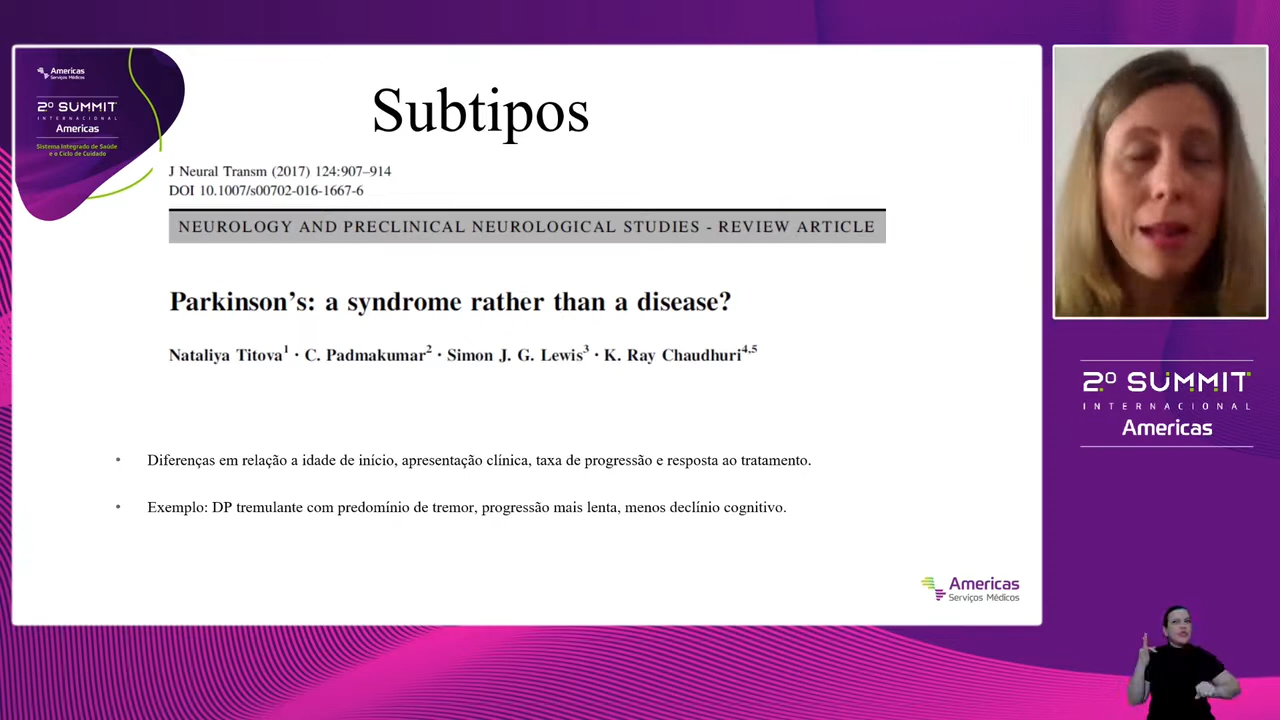 Americas
Serviços Médicos
2º SUMMIT
INTERNACIONAL
Americas
Sistema Integrado de Saúde
e o Ciclo de Cuidado
Subtipos
J Neural Transm (2017) 124:907–914
DOI 10.1007/s00702-016-1667-6
NEUROLOGY AND PRECLINICAL NEUROLOGICAL STUDIES - REVIEW ARTICLE
Parkinson's: a syndrome rather than a disease?
Nataliya Titova1 · C. Padmakumar2 · Simon J. G. Lewis3 · K. Ray Chaudhuri4,5
• Diferenças em relação a idade de início, apresentação clínica, taxa de progressão e resposta ao tratamento.
• Exemplo: DP tremulante com predomínio de tremor, progressão mais lenta, menos declínio cognitivo.
Americas
Serviços Médicos
2º SUMMIT
INTERNACIONAL
Americas